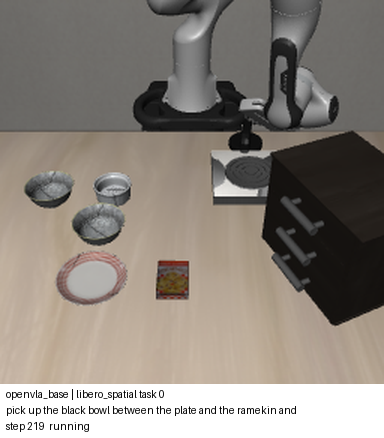 openvla_base | libero_spatial task 0
pick up the black bowl between the plate and the ramekin and
step 219 running